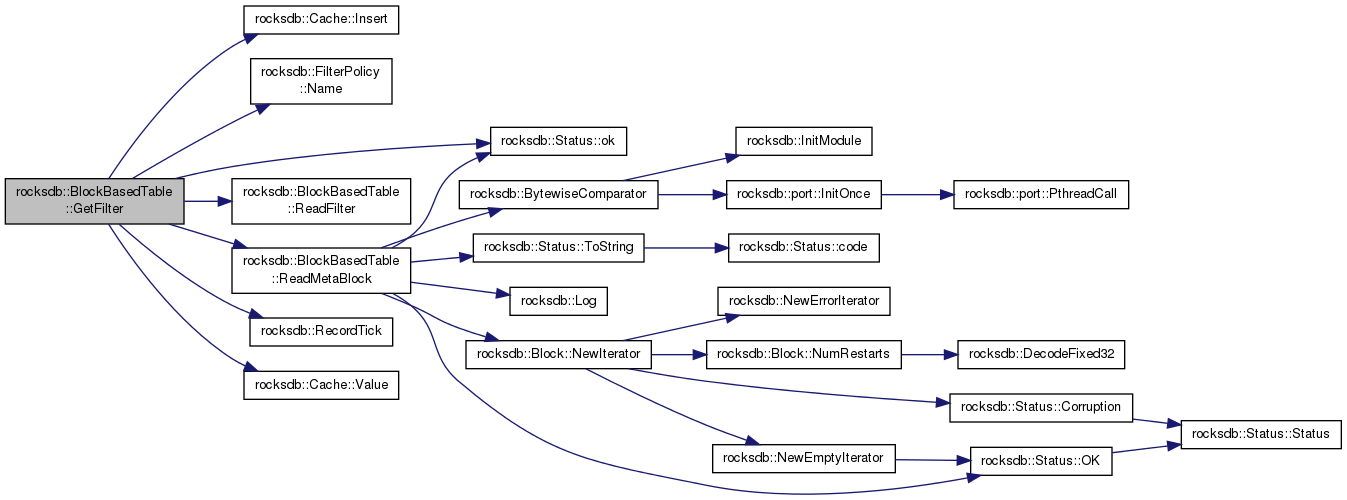 rocksdb::BlockBasedTable
::GetFilter
rocksdb::Cache::Insert
rocksdb::FilterPolicy
::Name
rocksdb::Status::ok
rocksdb::BlockBasedTable
::ReadFilter
rocksdb::BlockBasedTable
::ReadMetaBlock
rocksdb::RecordTick
rocksdb::Cache::Value
rocksdb::BytewiseComparator
rocksdb::Status::ToString
rocksdb::Log
rocksdb::Block::NewIterator
rocksdb::InitModule
rocksdb::port::InitOnce
rocksdb::port::PthreadCall
rocksdb::Status::code
rocksdb::NewErrorIterator
rocksdb::Block::NumRestarts
rocksdb::DecodeFixed32
rocksdb::Status::Corruption
rocksdb::NewEmptyIterator
rocksdb::Status::OK
rocksdb::Status::Status